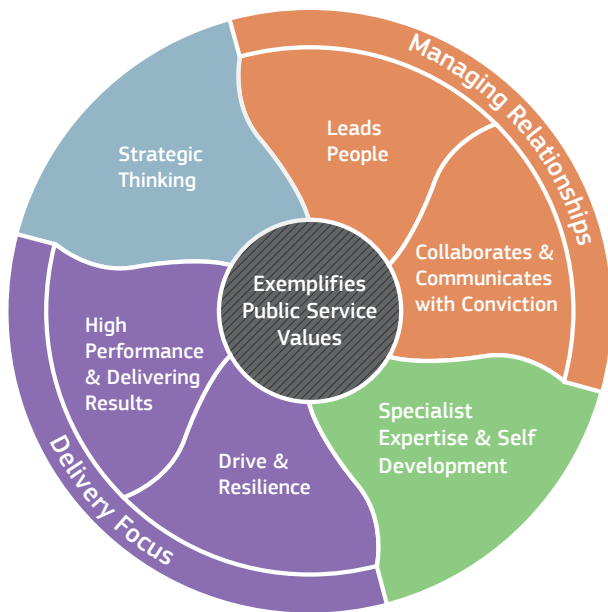 Managing Relationships
Leads
People
Strategic
Thinking
Collaborates &
Communicates
with Conviction
Exemplifies
Public Service
Values
High
Performance
& Delivering
Results
Specialist
Expertise & Self
Development
Drive &
Resilience
Delivery Focus